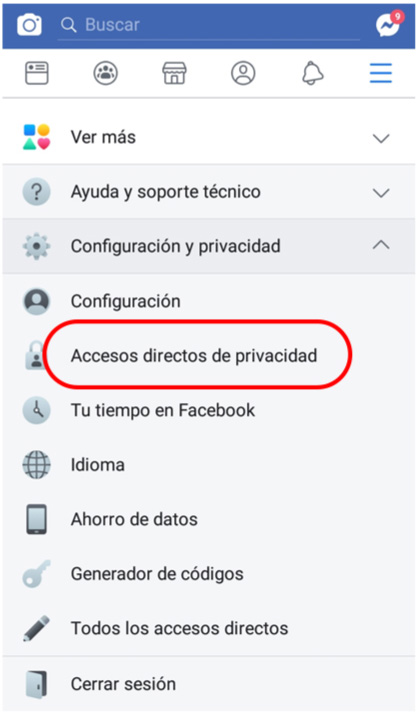 Buscar
9
Ver más
?
Ayuda y soporte técnico
Configuración y privacidad
Configuración
Accesos directos de privacidad
Tu tiempo en Facebook
Idioma
Ahorro de datos
Generador de códigos
Todos los accesos directos
Cerrar sesión